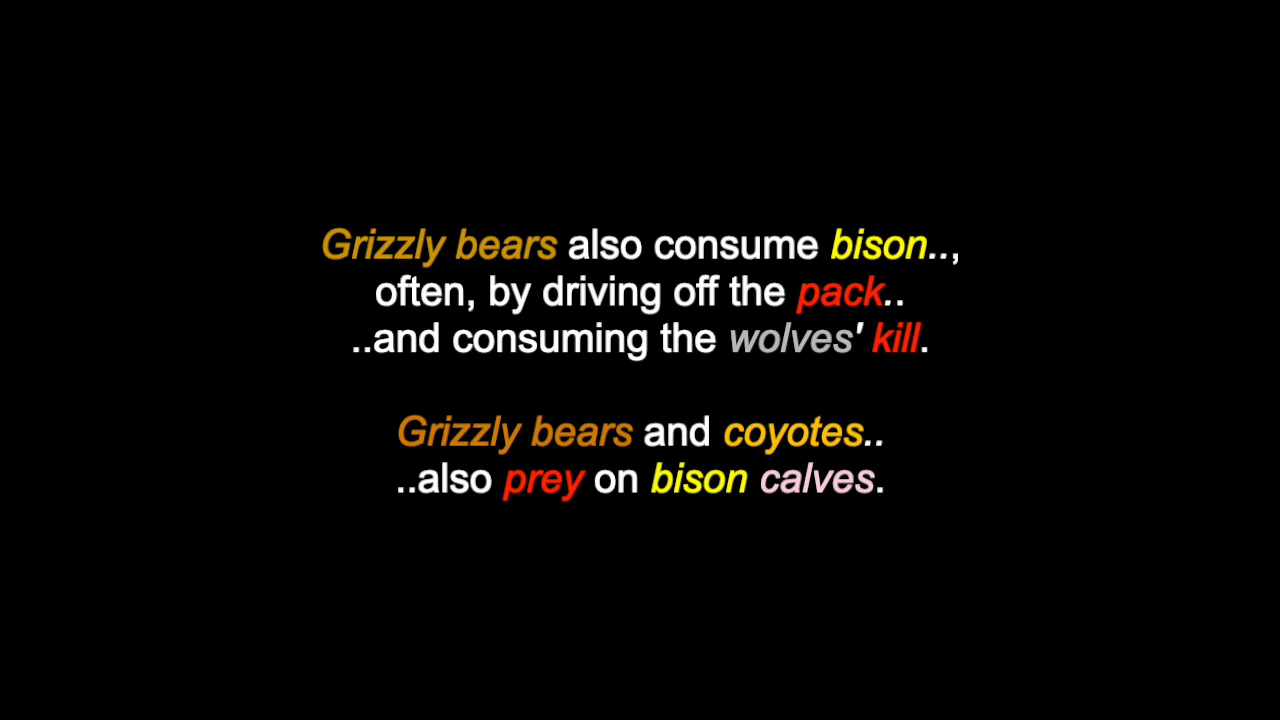 Grizzly bears also consume bison..,
often, by driving off the pack..
..and consuming the wolves' kill.
Grizzly bears and coyotes..
..also prey on bison calves.